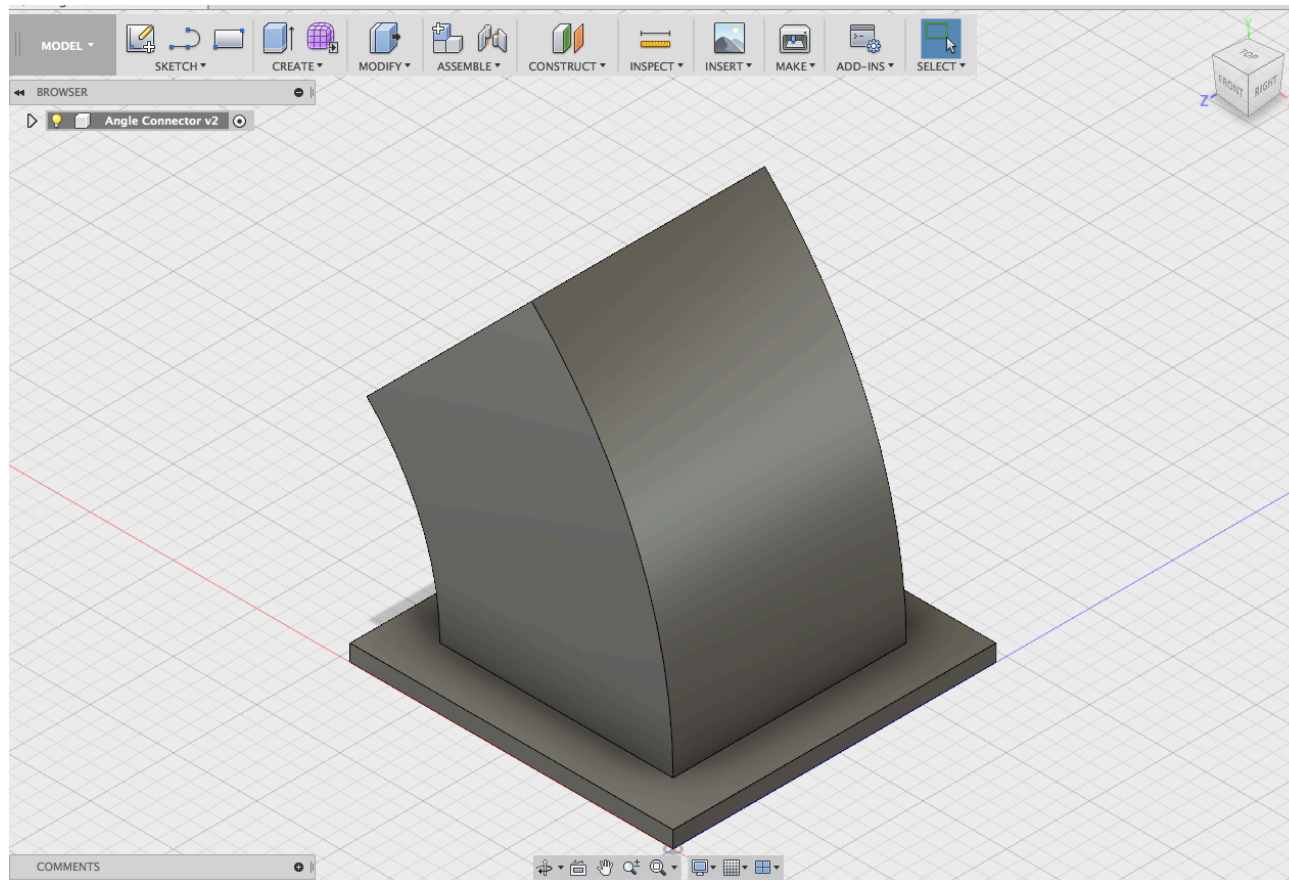 MODEL
SKETCH
CREATE
MODIFY
ASSEMBLE
CONSTRUCT
INSPECT
INSERT
MAKE
ADD-INS
SELECT
BROWSER
Angle Connector v2
Y
TOP
FRONT
RIGHT
Z
COMMENTS